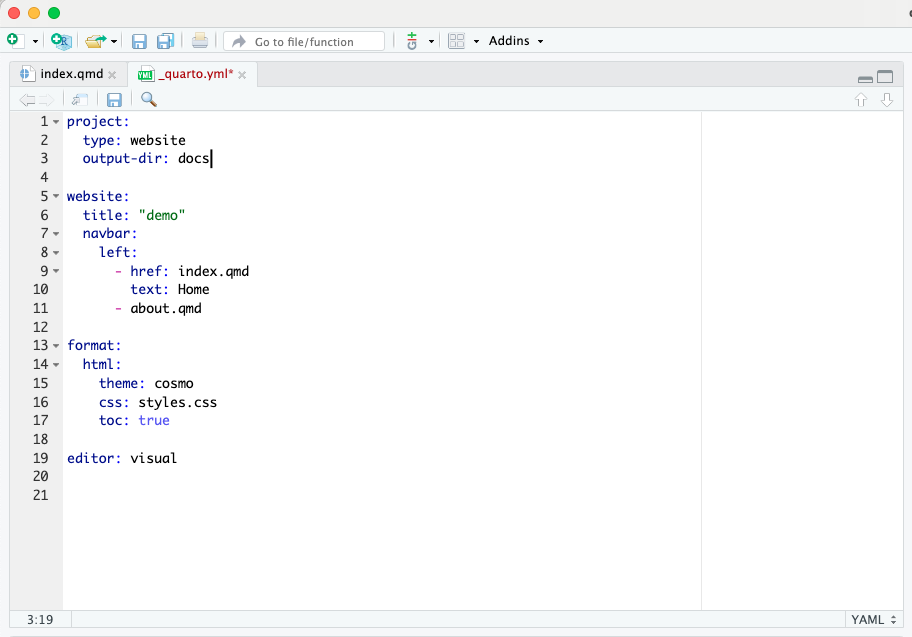 Go to file/function
Addins
index.qmd
_quarto.yml*
1 project:
2   type: website
3   output-dir: docs
4
5 website:
6   title: "demo"
7   navbar:
8     left:
9       - href: index.qmd
10         text: Home
11       - about.qmd
12
13 format:
14   html:
15     theme: cosmo
16     css: styles.css
17     toc: true
18
19 editor: visual
20
21
3:19
YAML